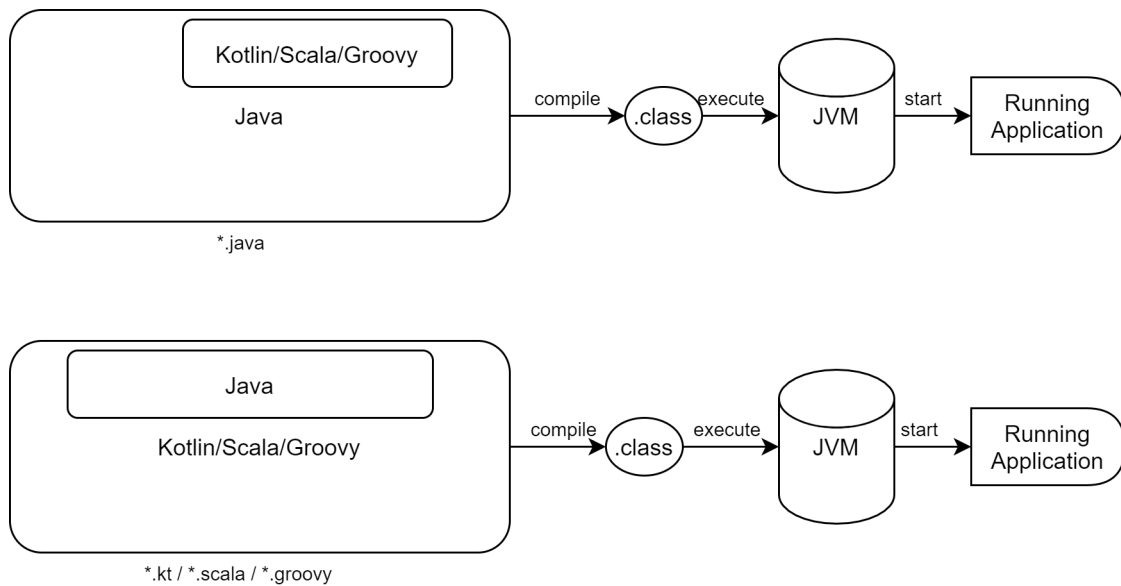 Kotlin/Scala/Groovy
Java
compile
.class
execute
JVM
start
Running
Application
*.java
Java
Kotlin/Scala/Groovy
compile
.class
execute
JVM
start
Running
Application
*.kt / *.scala / *.groovy